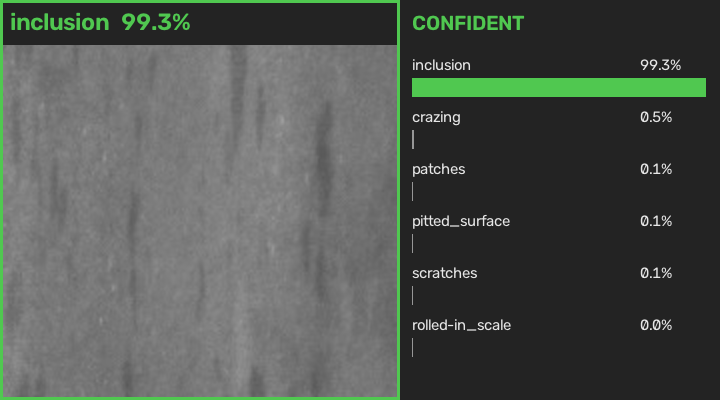 inclusion 99.3%
CONFIDENT
inclusion 99.3%
crazing 0.5%
patches 0.1%
pitted_surface 0.1%
scratches 0.1%
rolled-in_scale 0.0%